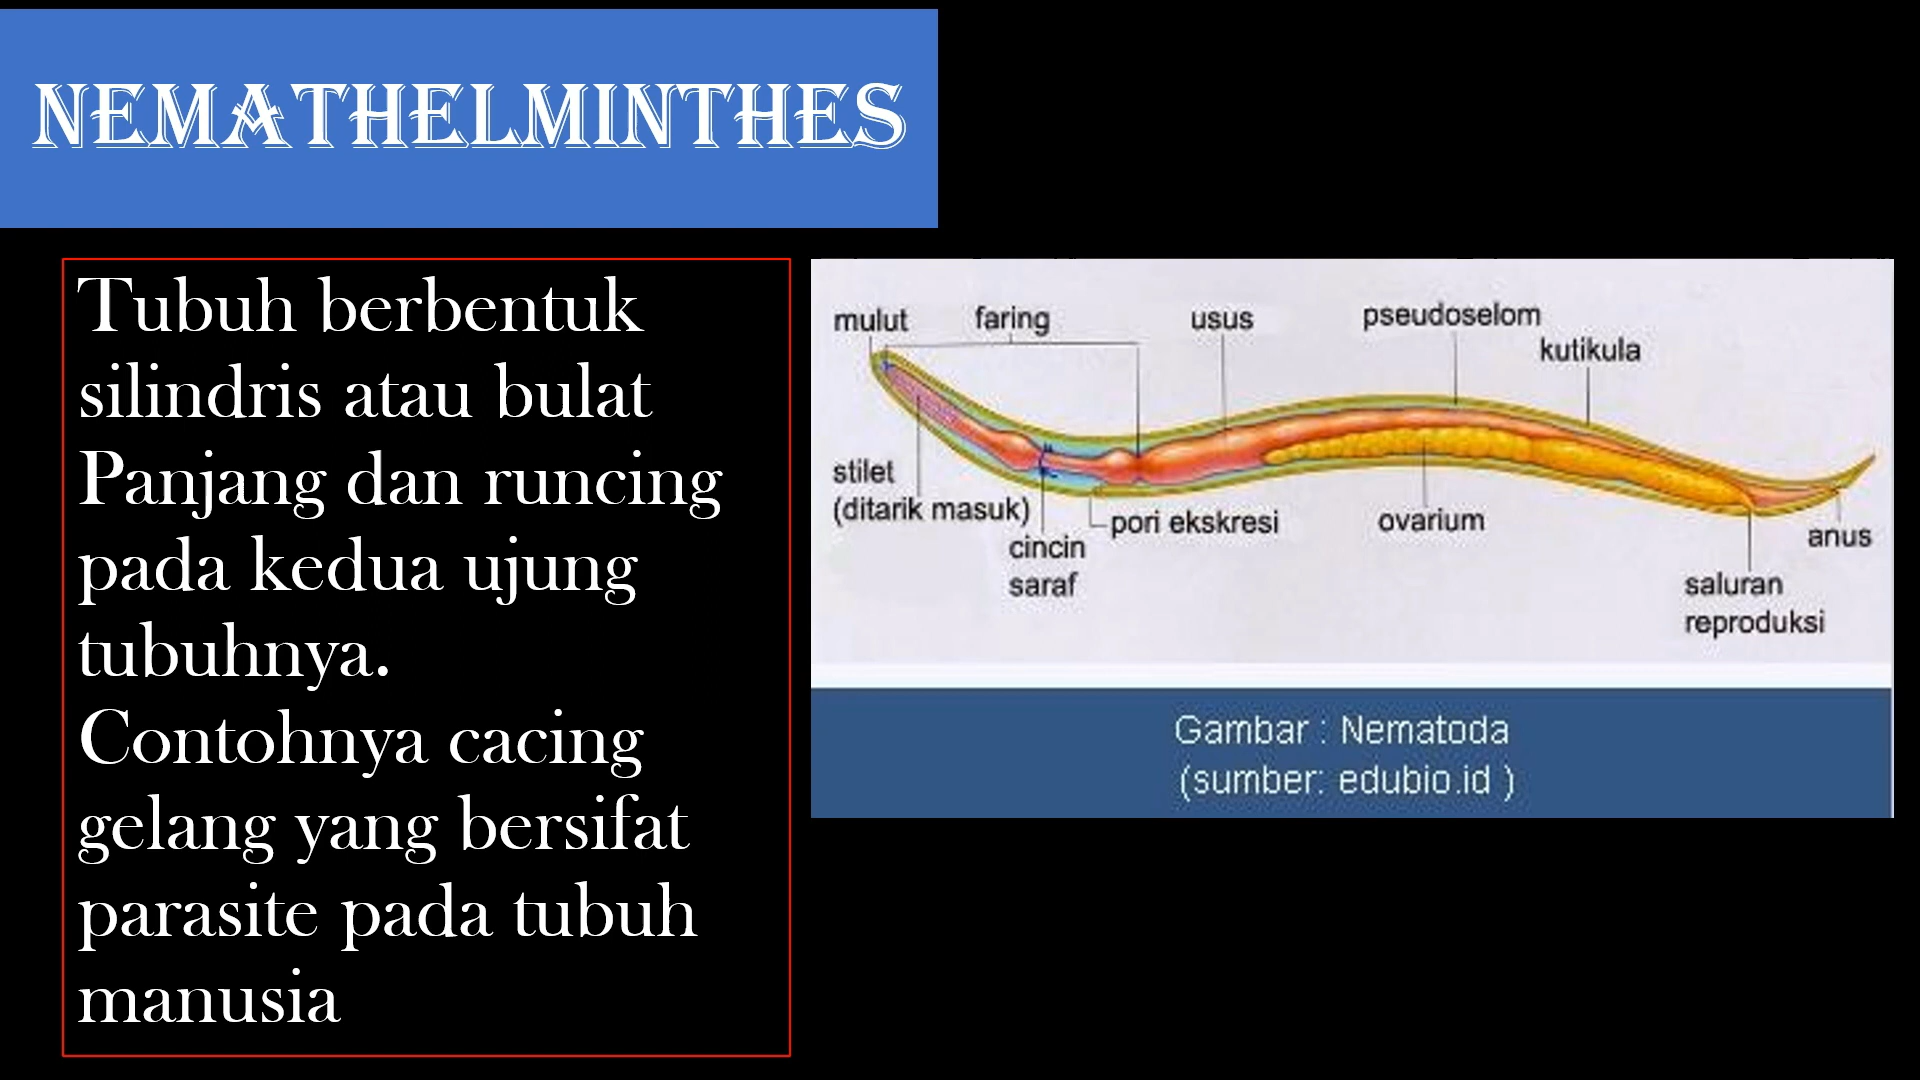 NEMATHELMINTHES
Tubuh berbentuk
silindris atau bulat
Panjang dan runcing
pada kedua ujung
tubuhnya.
Contohnya cacing
gelang yang bersifat
parasite pada tubuh
manusia
mulut
faring
usus
pseudoselom
kutikula
stilet
(ditarik masuk)
cincin
saraf
pori ekskresi
ovarium
anus
saluran
reproduksi
Gambar : Nematoda
(sumber: edubio.id )